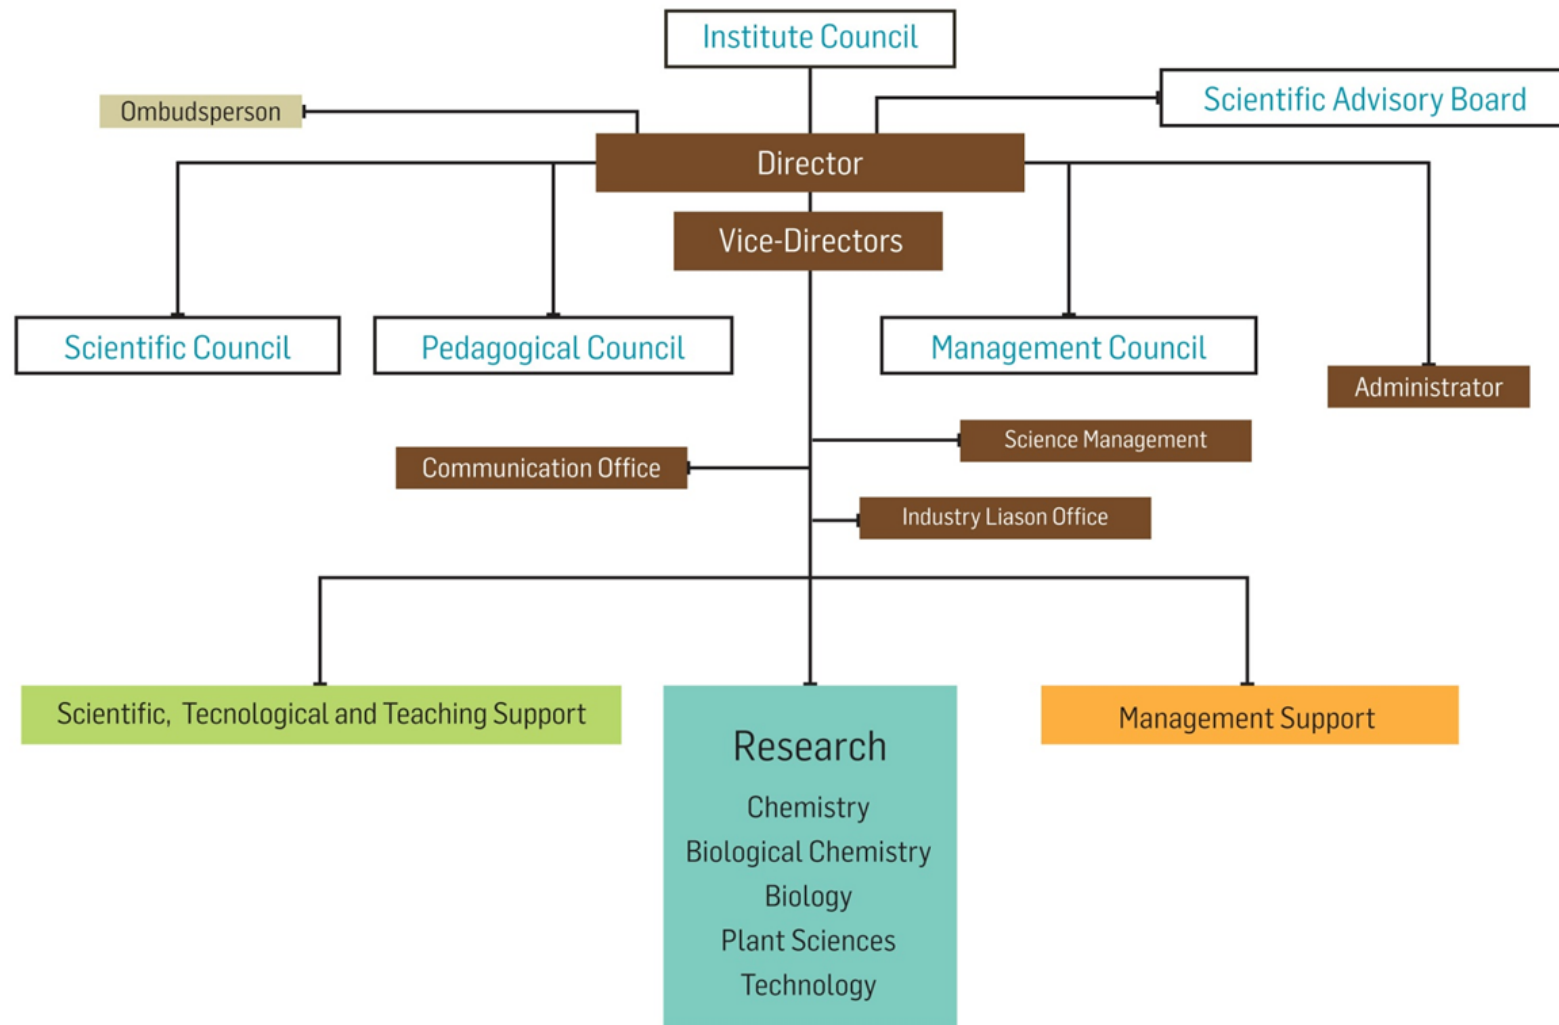 Institute Council
Scientific Advisory Board
Ombudsperson
Director
Vice-Directors
Scientific Council
Pedagogical Council
Management Council
Administrator
Science Management
Communication Office
Industry Liason Office
Scientific, Tecnological and Teaching Support
Research
Chemistry
Biological Chemistry
Biology
Plant Sciences
Technology
Management Support